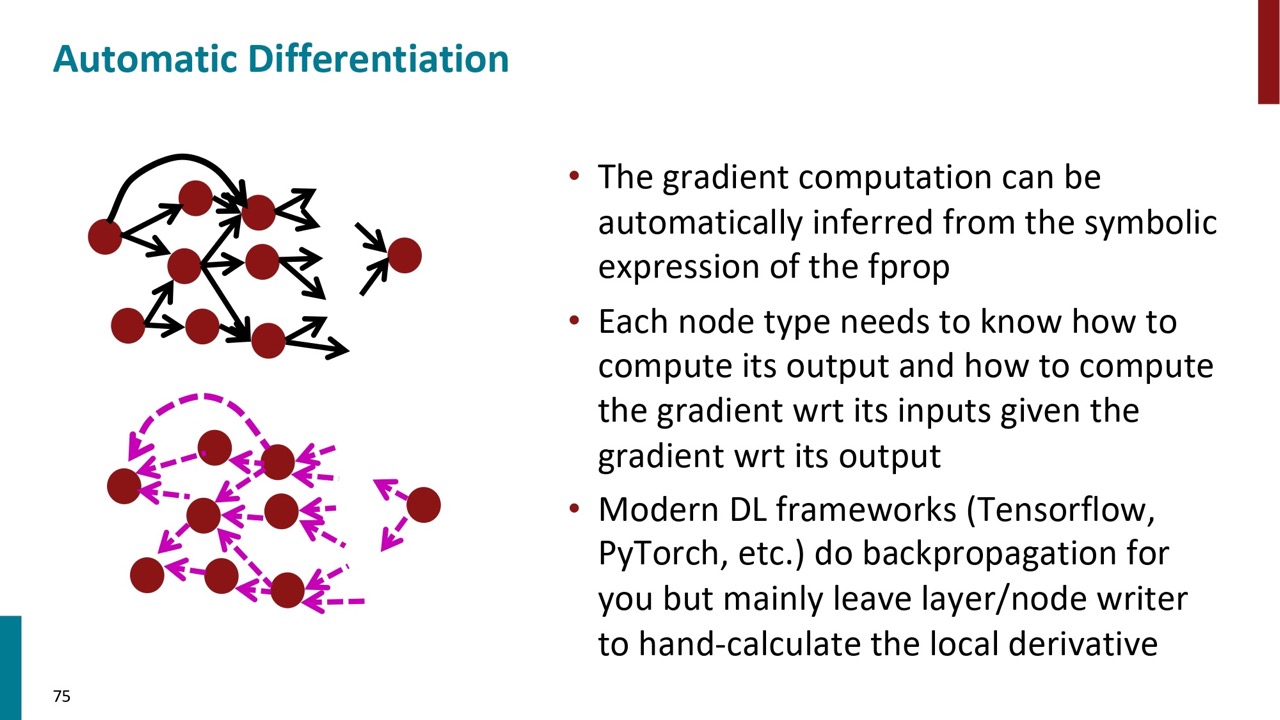 Automatic Differentiation
• The gradient computation can be
automatically inferred from the symbolic
expression of the fprop
• Each node type needs to know how to
compute its output and how to compute
the gradient wrt its inputs given the
gradient wrt its output
• Modern DL frameworks (Tensorflow,
PyTorch, etc.) do backpropagation for
you but mainly leave layer/node writer
to hand-calculate the local derivative
75